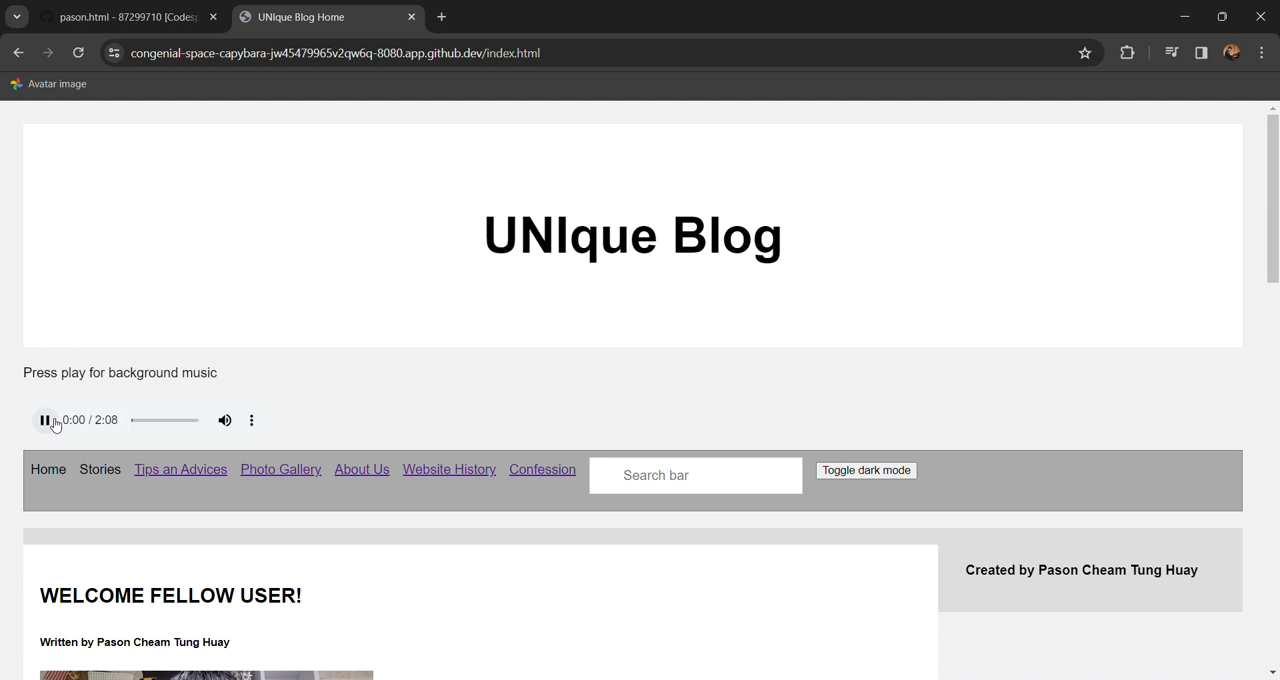 pason.html - 87299710 [Codesp
UNIque Blog Home
congenial-space-capybara-jw45479965v2qw6q-8080.app.github.dev/index.html
Avatar image
UNIque Blog
Press play for background music
0:00 / 2:08
Home Stories Tips an Advices Photo Gallery About Us Website History Confession Search bar Toggle dark mode
Created by Pason Cheam Tung Huay
WELCOME FELLOW USER!
Written by Pason Cheam Tung Huay